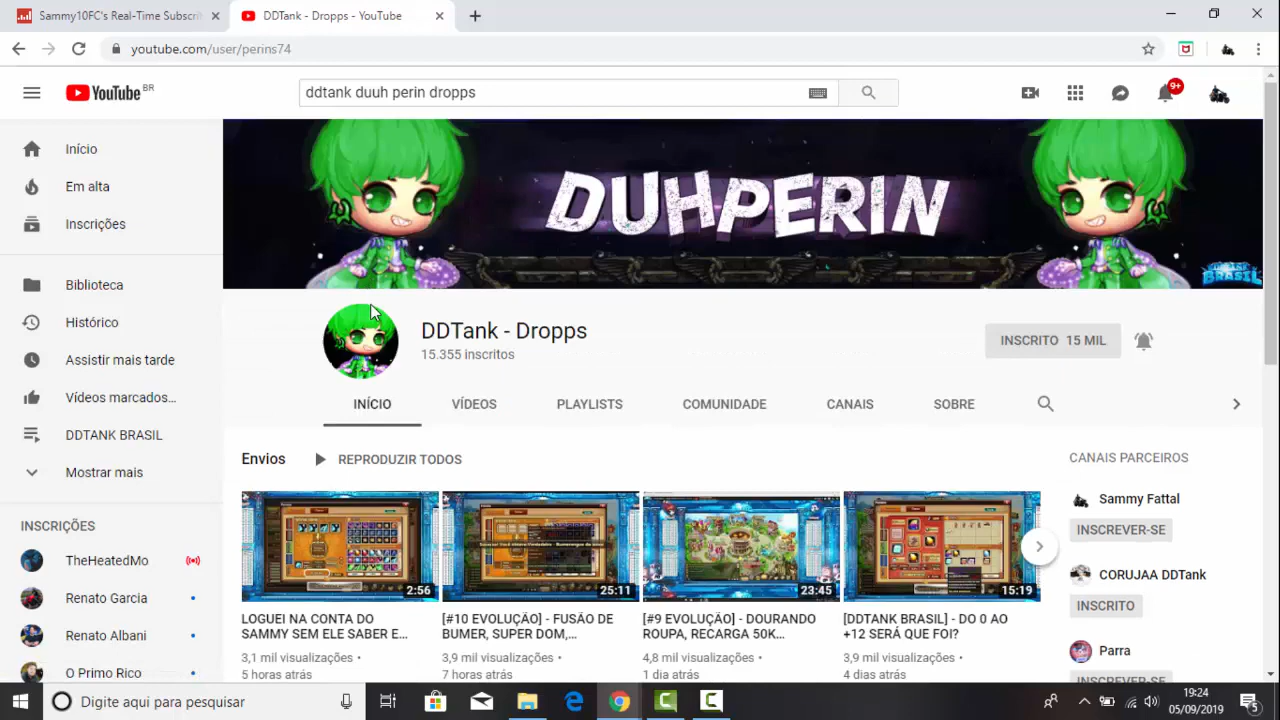 Sammy10FC's Real-Time Subscri
DDTank - Dropps - YouTube
youtube.com/user/perins74
YouTube BR
ddtank duuh perin dropps
9+
Início
Em alta
Inscrições
Biblioteca
Histórico
Assistir mais tarde
Vídeos marcados...
DDTANK BRASIL
Mostrar mais
INSCRIÇÕES
TheHeatedMo
Renato Garcia
Renato Albani
O Primo Rico
DUHPERIN
BRASIL
DDTank - Dropps
15.355 inscritos
INSCRITO 15 MIL
INÍCIO
VÍDEOS
PLAYLISTS
COMUNIDADE
CANAIS
SOBRE
Envios
REPRODUZIR TODOS
2:56
LOGUEI NA CONTA DO
SAMMY SEM ELE SABER E...
3,1 mil visualizações •
5 horas atrás
25:11
[#10 EVOLUÇÃO] - FUSÃO DE
BUMER, SUPER DOM,...
3,9 mil visualizações •
7 horas atrás
23:45
[#9 EVOLUÇÃO] - DOURANDO
ROUPA, RECARGA 50K...
4,8 mil visualizações •
1 dia atrás
15:19
[DDTANK BRASIL] - DO 0 AO
+12 SERÁ QUE FOI?
3,9 mil visualizações •
4 dias atrás
CANAIS PARCEIROS
Sammy Fattal
INSCREVER-SE
CORUJAA DDTank
INSCRITO
Parra
INSCREVER-SE
Digite aqui para pesquisar
19:24
05/09/2019
5